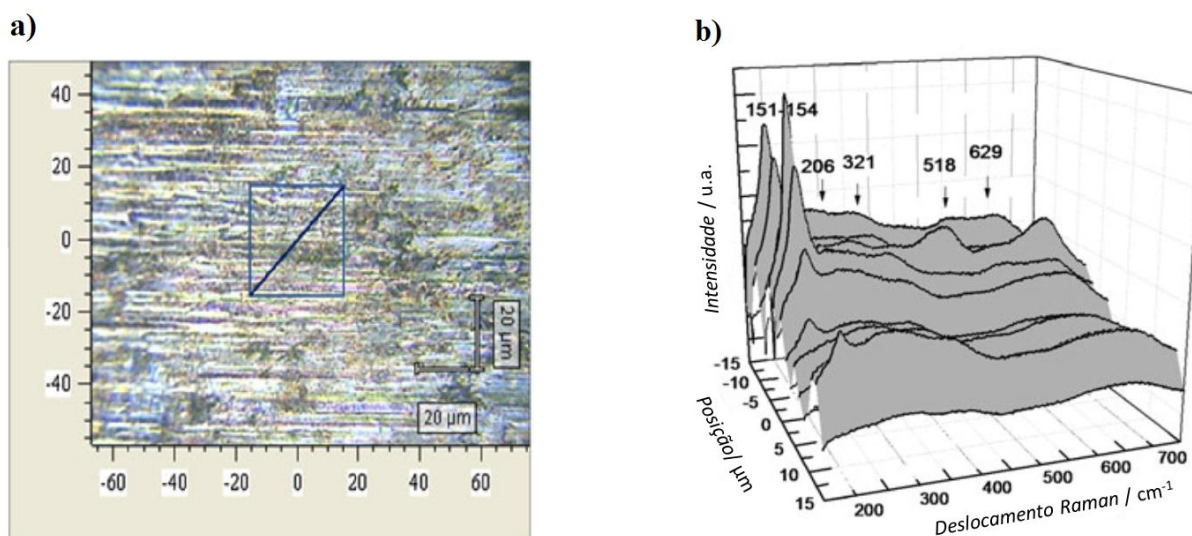 a)
40
20
0
-20
-40
20 µm
20 µm
-60 -40 -20 0 20 40 60
b)
Intensidade / u.a.
151-154
206 321 518 629
-15
-10
-5
0
5
10
15
Posição/ µm
200 300 400 500 600 700
Deslocamento Raman / cm⁻¹